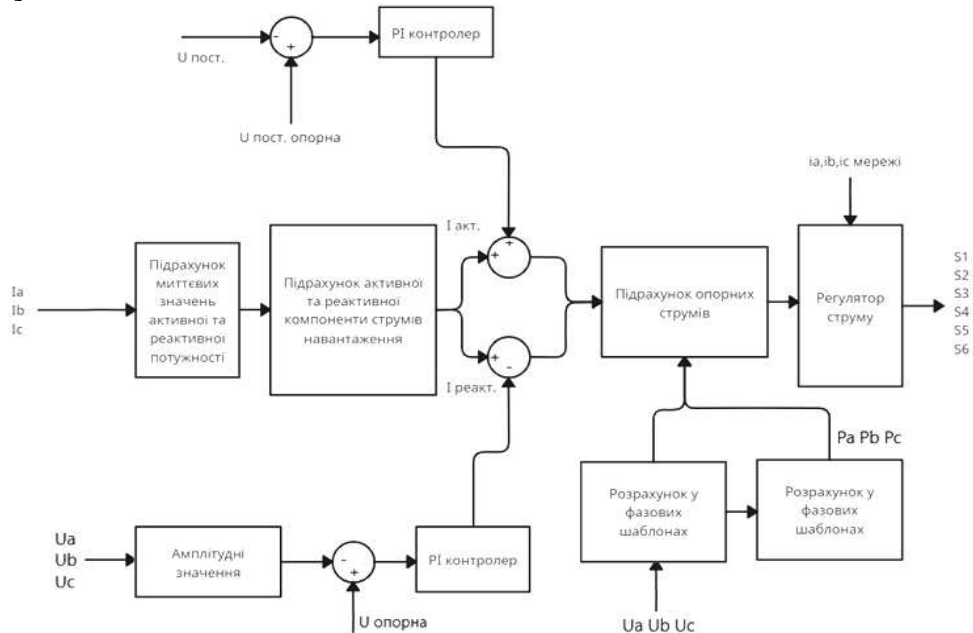 PI контролер
U пост.
U пост. опорна
ia,ib,ic мережі
I акт.
Підрахунок
миттєвих
значень
активної та
реактивної
потужності
Підрахунок активної
та реактивної
компоненти струмів
навантаження
Підрахунок опорних
струмів
Регулятор
струму
Ia
Ib
Ic
S1
S2
S3
S4
S5
S6
I реакт.
Pa Pb Pc
Розрахунок у
фазових
шаблонах
Розрахунок у
фазових
шаблонах
Ua
Ub
Uc
Амплітудні
значення
PI контролер
U опорна
Ua Ub Uc